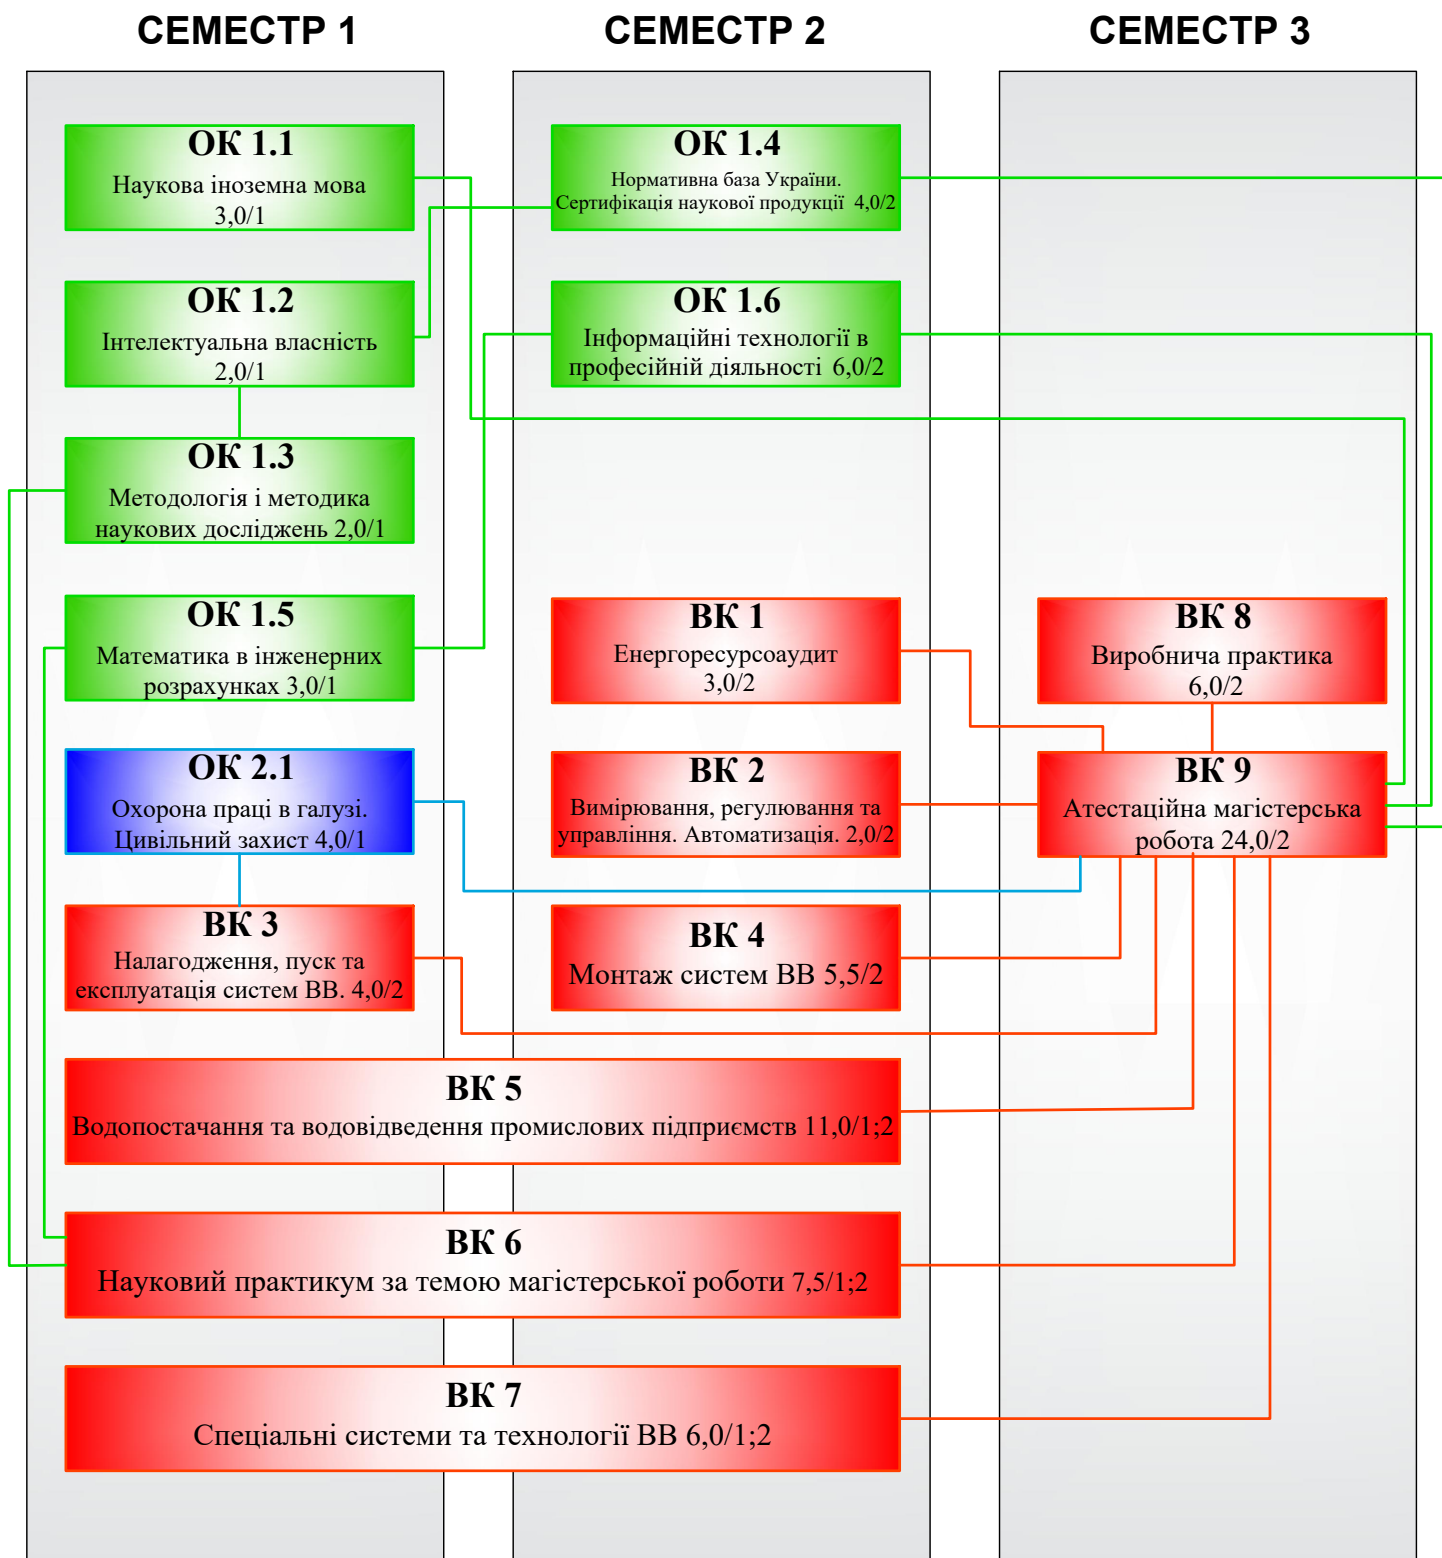 СЕМЕСТР 1
СЕМЕСТР 2
СЕМЕСТР 3
ОК 1.1
Наукова іноземна мова
3,0/1
ОК 1.2
Інтелектуальна власність
2,0/1
ОК 1.3
Методологія і методика
наукових досліджень 2,0/1
ОК 1.5
Математика в інженерних
розрахунках 3,0/1
ОК 2.1
Охорона праці в галузі.
Цивільний захист 4,0/1
ВК 3
Налагодження, пуск та
експлуатація систем ВВ. 4,0/2
ОК 1.4
Нормативна база України.
Сертифікація наукової продукції 4,0/2
ОК 1.6
Інформаційні технології в
професійній діяльності 6,0/2
ВК 1
Енергоресурсоаудит
3,0/2
ВК 2
Вимірювання, регулювання та
управління. Автоматизація. 2,0/2
ВК 4
Монтаж систем ВВ 5,5/2
ВК 8
Виробнича практика
6,0/2
ВК 9
Атестаційна магістерська
робота 24,0/2
ВК 5
Водопостачання та водовідведення промислових підприємств 11,0/1;2
ВК 6
Науковий практикум за темою магістерської роботи 7,5/1;2
ВК 7
Спеціальні системи та технології ВВ 6,0/1;2